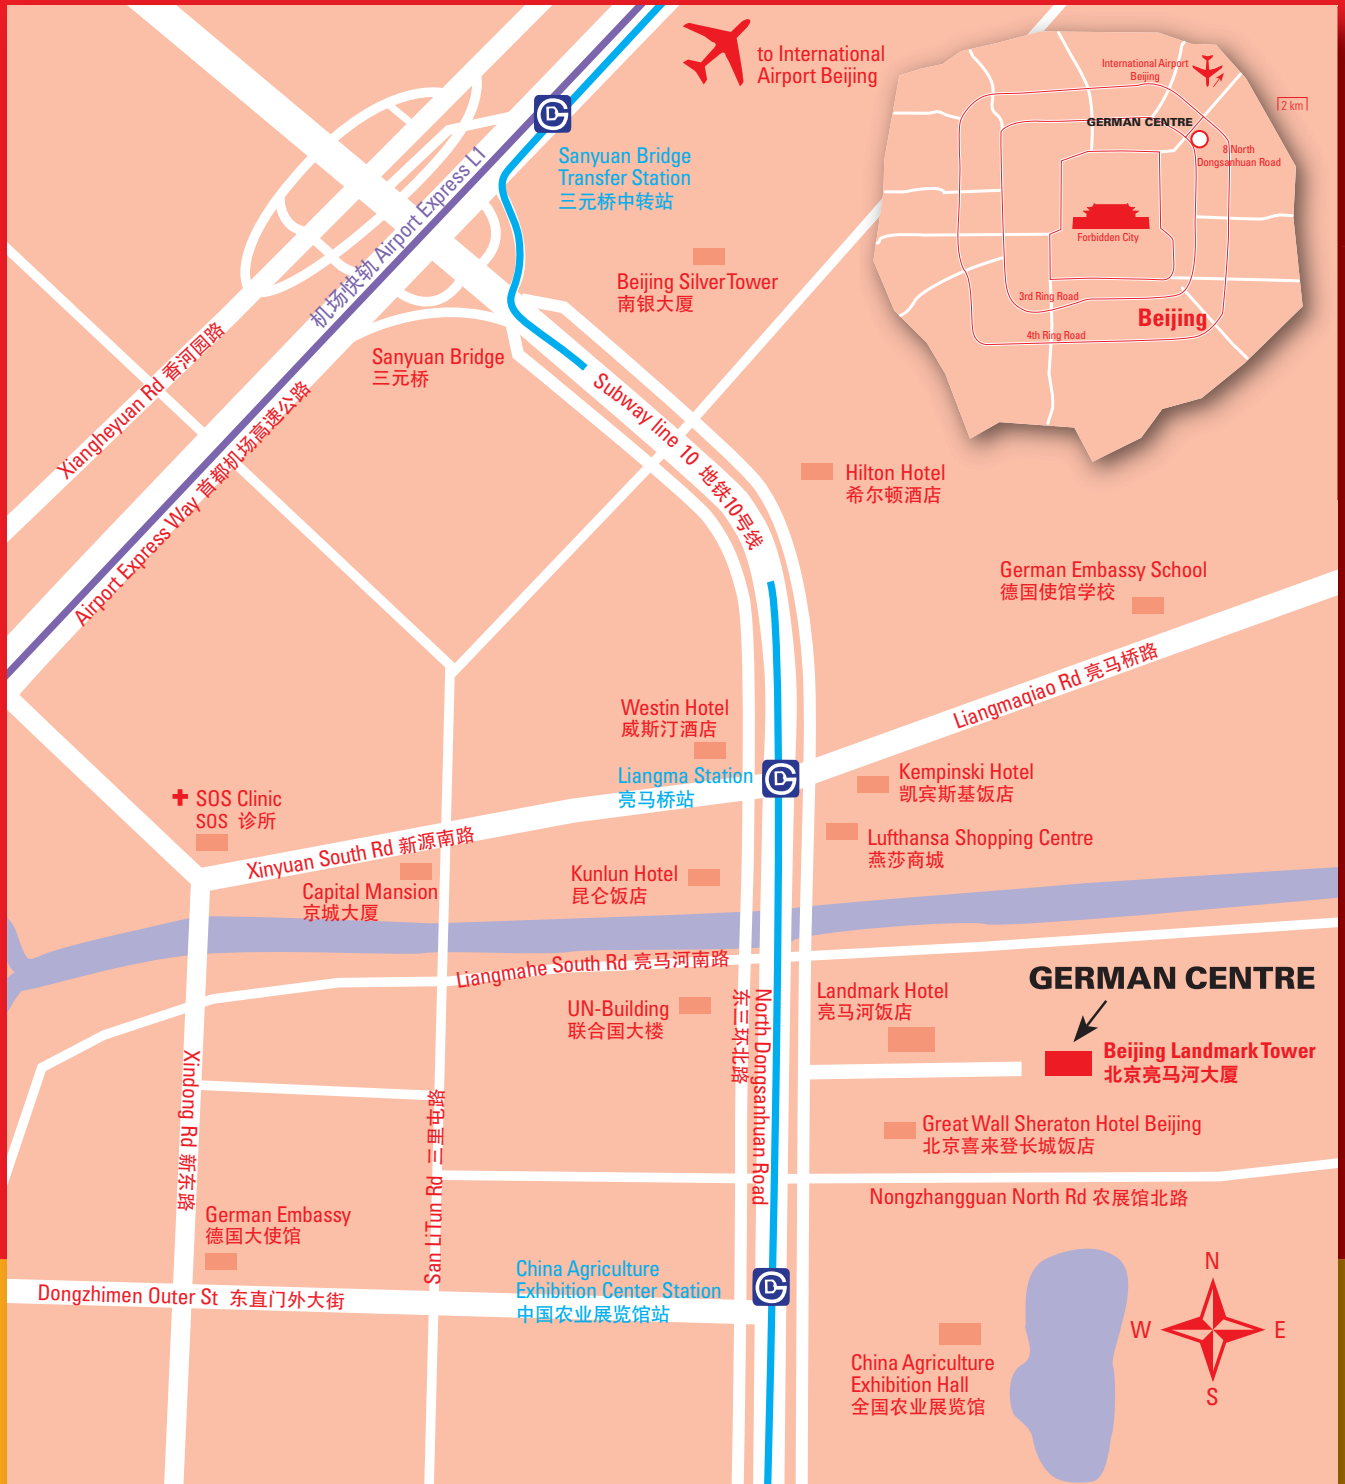 to International
Airport Beijing
International Airport
Beijing
2 km
GERMAN CENTRE
8 North
Dongsanhuan Road
Forbidden City
3rd Ring Road
Beijing
4th Ring Road
Sanyuan Bridge
Transfer Station
三元桥中转站
机场快轨 Airport Express L1
Beijing Silver Tower
南银大厦
Sanyuan Bridge
三元桥
Xiangheyuan Rd 香河园路
Airport Express Way 首都机场高速公路
Subway line 10 地铁10号线
Hilton Hotel
希尔顿酒店
German Embassy School
德国使馆学校
Liangmaqiao Rd 亮马桥路
Westin Hotel
威斯汀酒店
Liangma Station
亮马桥站
Kempinski Hotel
凯宾斯基饭店
SOS Clinic
SOS 诊所
Xinyuan South Rd 新源南路
Lufthansa Shopping Centre
燕莎商城
Capital Mansion
京城大厦
Kunlun Hotel
昆仑饭店
Liangmahe South Rd 亮马河南路
GERMAN CENTRE
Landmark Hotel
亮马河饭店
UN-Building
联合国大楼
North Dongsanhuan Road
东三环北路
Beijing Landmark Tower
北京亮马河大厦
Xindong Rd 新东路
San LiTun Rd 三里屯路
Great Wall Sheraton Hotel Beijing
北京喜来登长城饭店
Nongzhangguan North Rd 农展馆北路
German Embassy
德国大使馆
Dongzhimen Outer St 东直门外大街
China Agriculture
Exhibition Center Station
中国农业展览馆站
N
W
E
S
China Agriculture
Exhibition Hall
全国农业展览馆